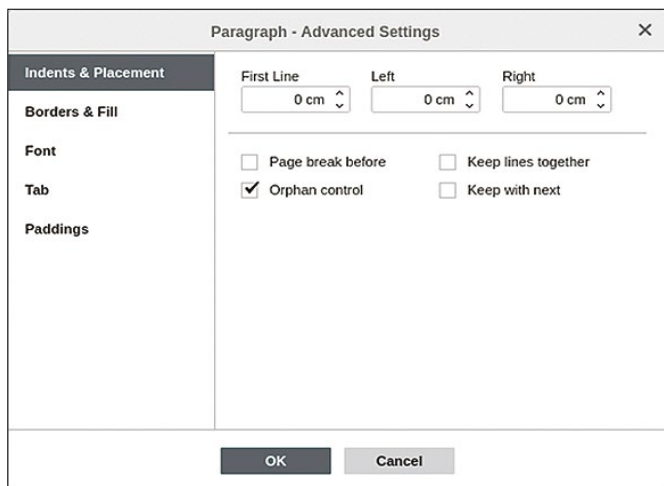 Paragraph - Advanced Settings
Indents & Placement
Borders & Fill
Font
Tab
Paddings
First Line Left Right
0 cm 0 cm 0 cm
Page break before Keep lines together
Orphan control Keep with next
OK Cancel